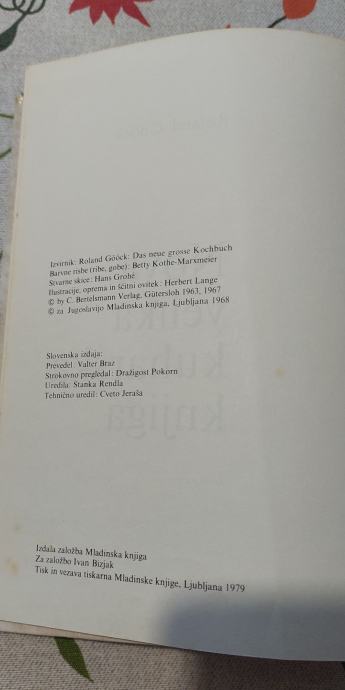 Izvirnik: Roland Gööck: Das neue grosse Kochbuch
Barvne risbe (ribe, gobe): Betty Kothe-Marxmeier
Stvarne skice: Hans Grohé
Ilustracije, oprema in ščitni ovitek: Herbert Lange
© by C. Bertelsmann Verlag, Gütersloh 1963, 1967
© za Jugoslavijo Mladinska knjiga, Ljubljana 1968
Slovenska izdaja:
Prevedel: Valter Braz
Strokovno pregledal: Dražigost Pokorn
Uredila: Stanka Rendla
Tehnično uredil: Cveto Jeraša
Izdala založba Mladinska knjiga
Za založbo Ivan Bizjak
Tisk in vezava tiskarna Mladinske knjige, Ljubljana 1979